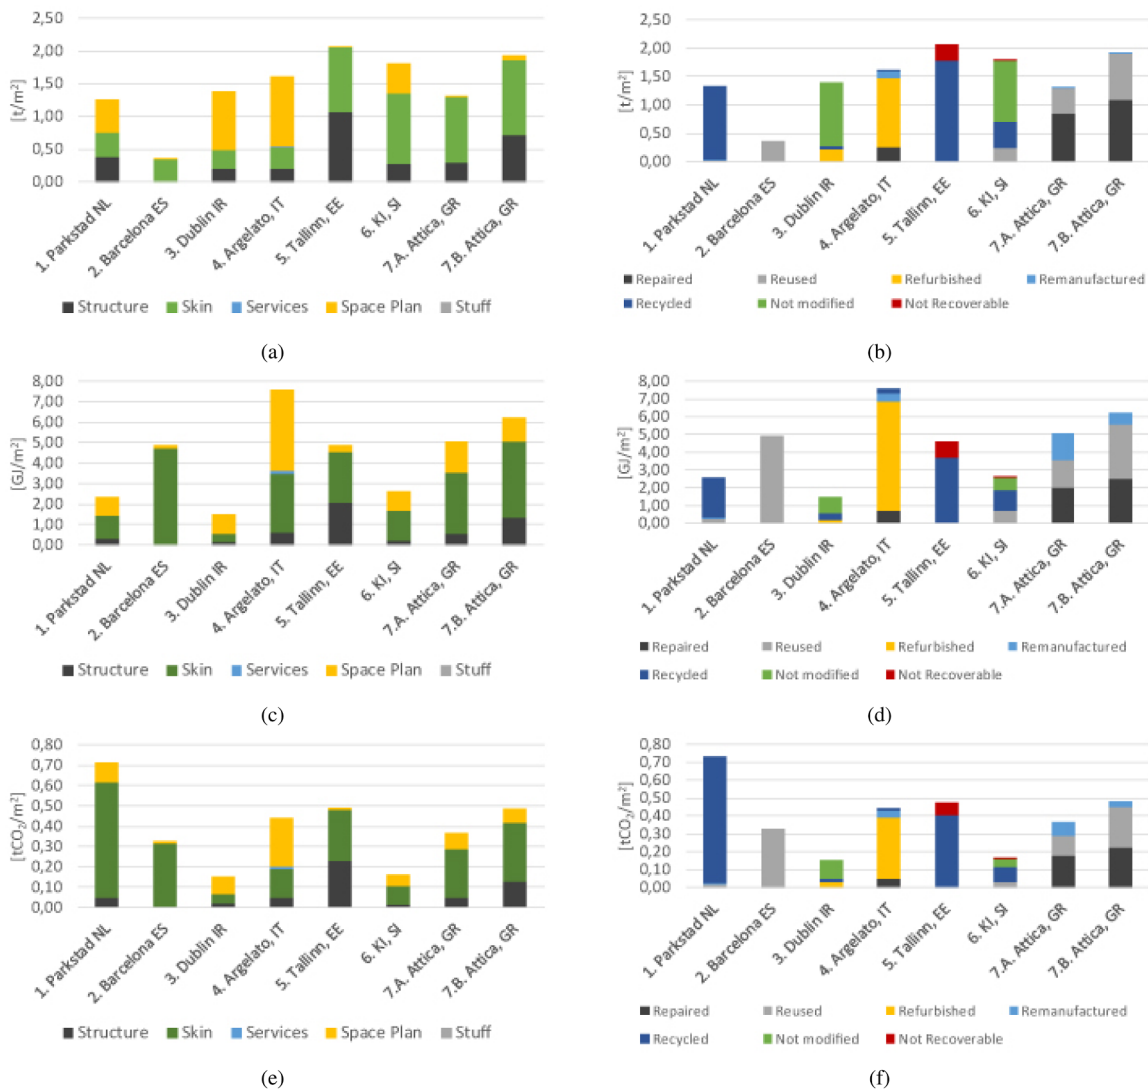 [t/m²]
2,50
2,00
1,50
1,00
0,50
0,00
1. Parkstad NL
2. Barcelona ES
3. Dublin IR
4. Argelato, IT
5. Tallinn, EE
6. KI, SI
7.A. Attica, GR
7.B. Attica, GR
Structure Skin Services Space Plan Stuff
(a)
[t/m²]
2,50
2,00
1,50
1,00
0,50
0,00
1. Parkstad NL
2. Barcelona ES
3. Dublin IR
4. Argelato, IT
5. Tallinn, EE
6. KI, SI
7.A. Attica, GR
7.B. Attica, GR
Repaired Reused Refurbished Remanufactured
Recycled Not modified Not Recoverable
(b)
[GJ/m²]
8,00
7,00
6,00
5,00
4,00
3,00
2,00
1,00
0,00
1. Parkstad NL
2. Barcelona ES
3. Dublin IR
4. Argelato, IT
5. Tallinn, EE
6. KI, SI
7.A. Attica, GR
7.B. Attica, GR
Structure Skin Services Space Plan Stuff
(c)
[GJ/m²]
8,00
7,00
6,00
5,00
4,00
3,00
2,00
1,00
0,00
1. Parkstad NL
2. Barcelona ES
3. Dublin IR
4. Argelato, IT
5. Tallinn, EE
6. KI, SI
7.A. Attica, GR
7.B. Attica, GR
Repaired Reused Refurbished Remanufactured
Recycled Not modified Not Recoverable
(d)
[tCO₂/m²]
0,80
0,70
0,60
0,50
0,40
0,30
0,20
0,10
0,00
1. Parkstad NL
2. Barcelona ES
3. Dublin IR
4. Argelato, IT
5. Tallinn, EE
6. KI, SI
7.A. Attica, GR
7.B. Attica, GR
Structure Skin Services Space Plan Stuff
(e)
[tCO₂/m²]
0,80
0,70
0,60
0,50
0,40
0,30
0,20
0,10
0,00
1. Parkstad NL
2. Barcelona ES
3. Dublin IR
4. Argelato, IT
5. Tallinn, EE
6. KI, SI
7.A. Attica, GR
7.B. Attica, GR
Repaired Reused Refurbished Remanufactured
Recycled Not modified Not Recoverable
(f)